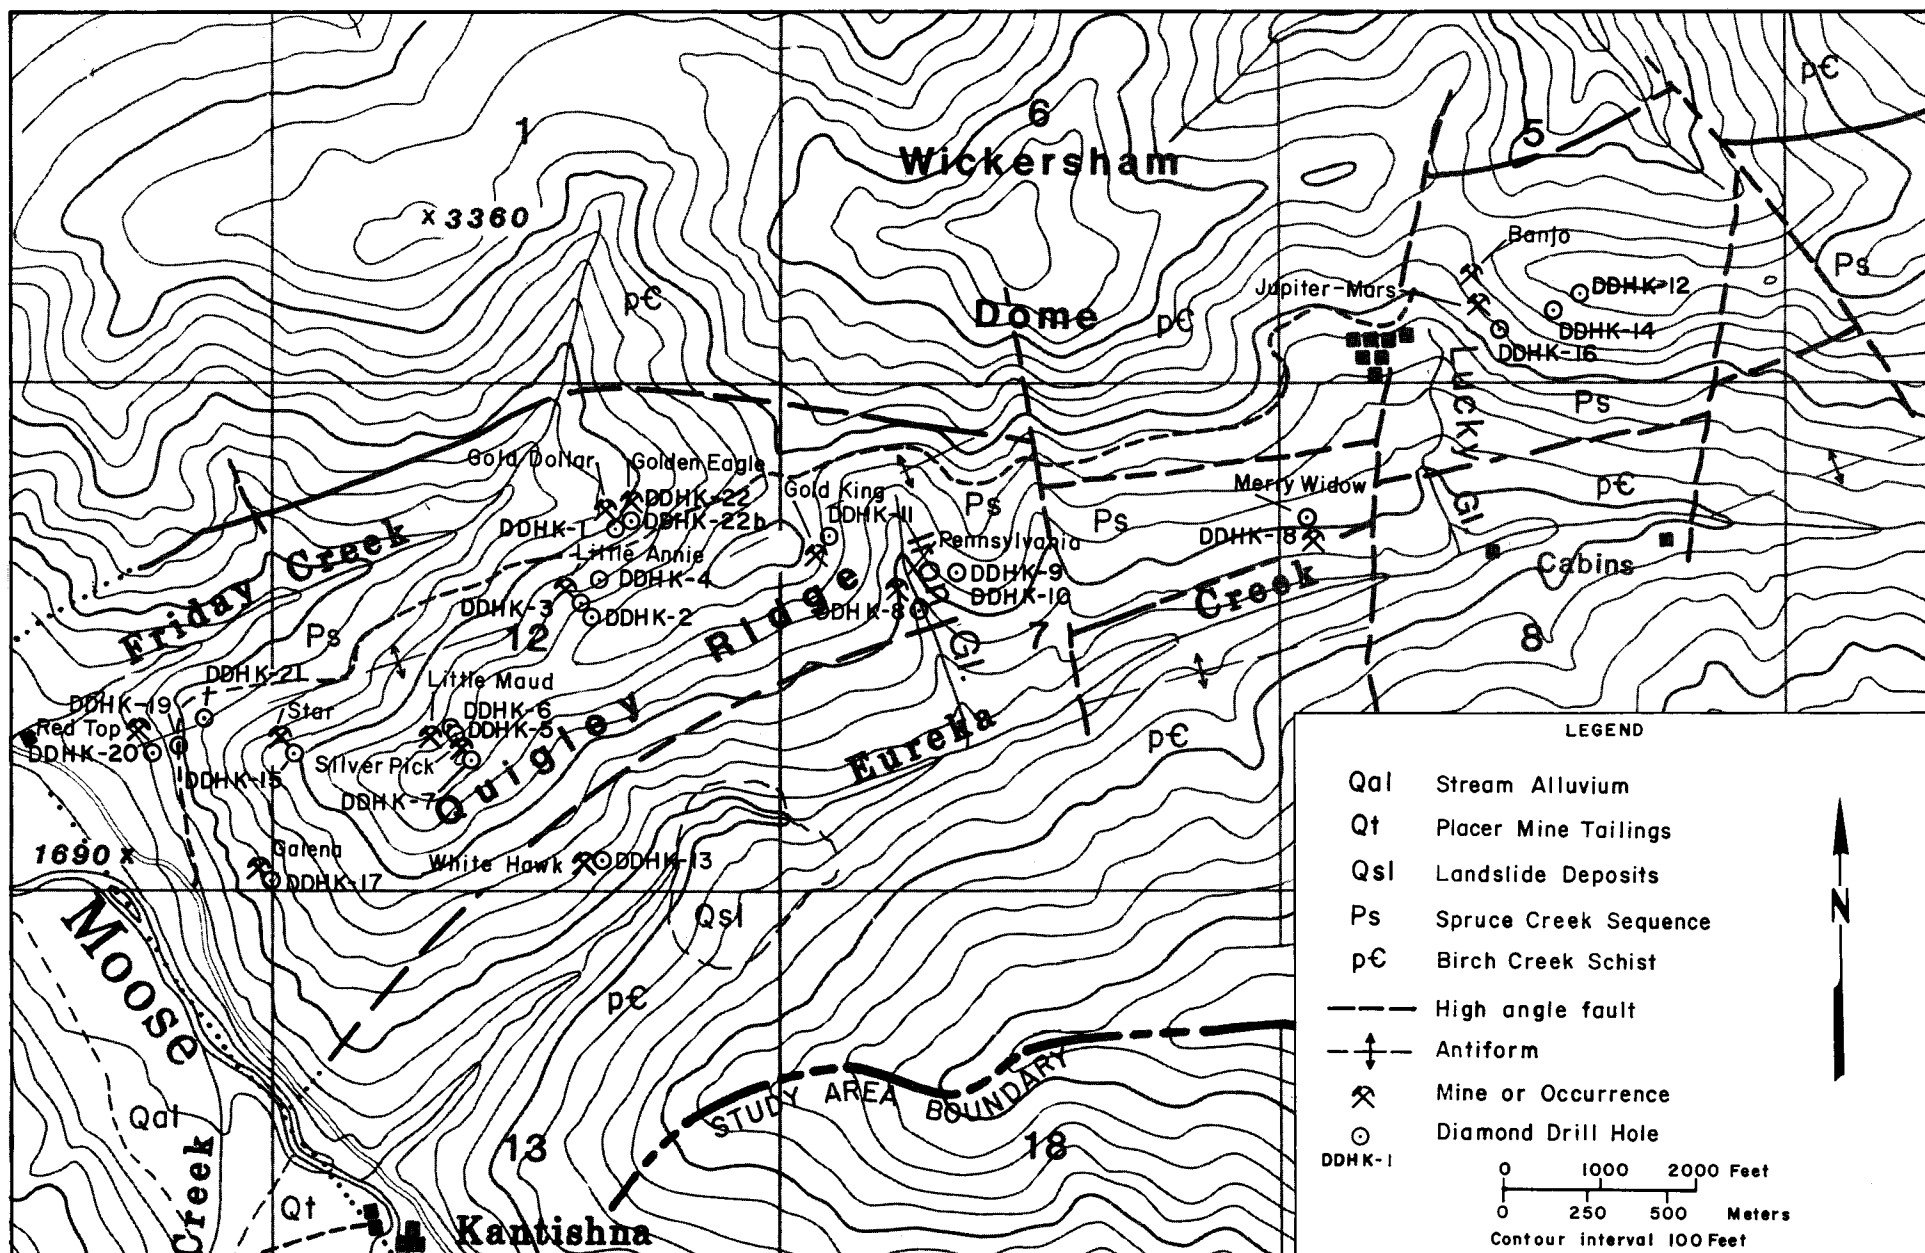 1
6
5
p€
Wickersham
x 3360
Banjo
Ps
Jupiter-Mars
DDHK-12
p€
Dome
p€
DDHK-14
DDHK-16
Lucky
Gl.
Ps
Gold Dollar
Golden Eagle
DDHK-22
DDHK-22b
DDHK-1
Gold King
DDHK-11
Ps
Ps
Merry Widow
DDHK-18
p€
Cabins
Friday Creek
Little Annie
DDHK-4
DDHK-3
DDHK-2
12
Pennsylvania
DDHK-9
DDHK-10
DDHK-8
Gl.
7
8
Ps
Quigley Ridge
Eureka Creek
DDHK-21
DDHK-19
Red Top
DDHK-20
Star
DDHK-15
Little Maud
DDHK-6
DDHK-5
Silver Pick
DDHK-7
p€
1690 x
Galena
DDHK-17
White Hawk
DDHK-13
Qsl
Moose
Creek
p€
Qal
Qt
13
18
STUDY AREA BOUNDARY
Kantishna
LEGEND
Qal Stream Alluvium
Qt Placer Mine Tailings
Qsl Landslide Deposits
Ps Spruce Creek Sequence
p€ Birch Creek Schist
High angle fault
Antiform
Mine or Occurrence
Diamond Drill Hole
DDHK-1
N
0 1000 2000 Feet
0 250 500 Meters
Contour interval 100 Feet